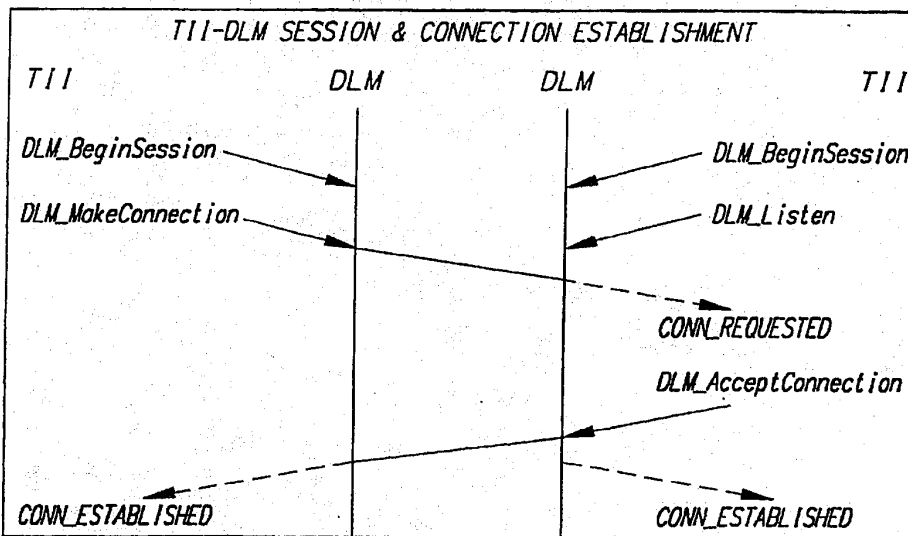 TII-DLM SESSION & CONNECTION ESTABLISHMENT
TII DLM DLM TII
DLM_BeginSession DLM_BeginSession
DLM_MakeConnection DLM_Listen
CONN_REQUESTED
DLM_AcceptConnection
CONN_ESTABLISHED CONN_ESTABLISHED